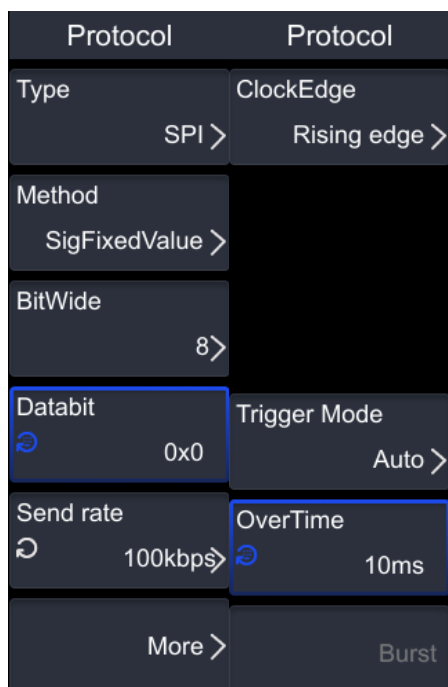 Protocol
Type
SPI
Method
SigFixedValue
BitWide
8
Databit
0x0
Send rate
100kbps
More
Protocol
ClockEdge
Rising edge
Trigger Mode
Auto
OverTime
10ms
Burst